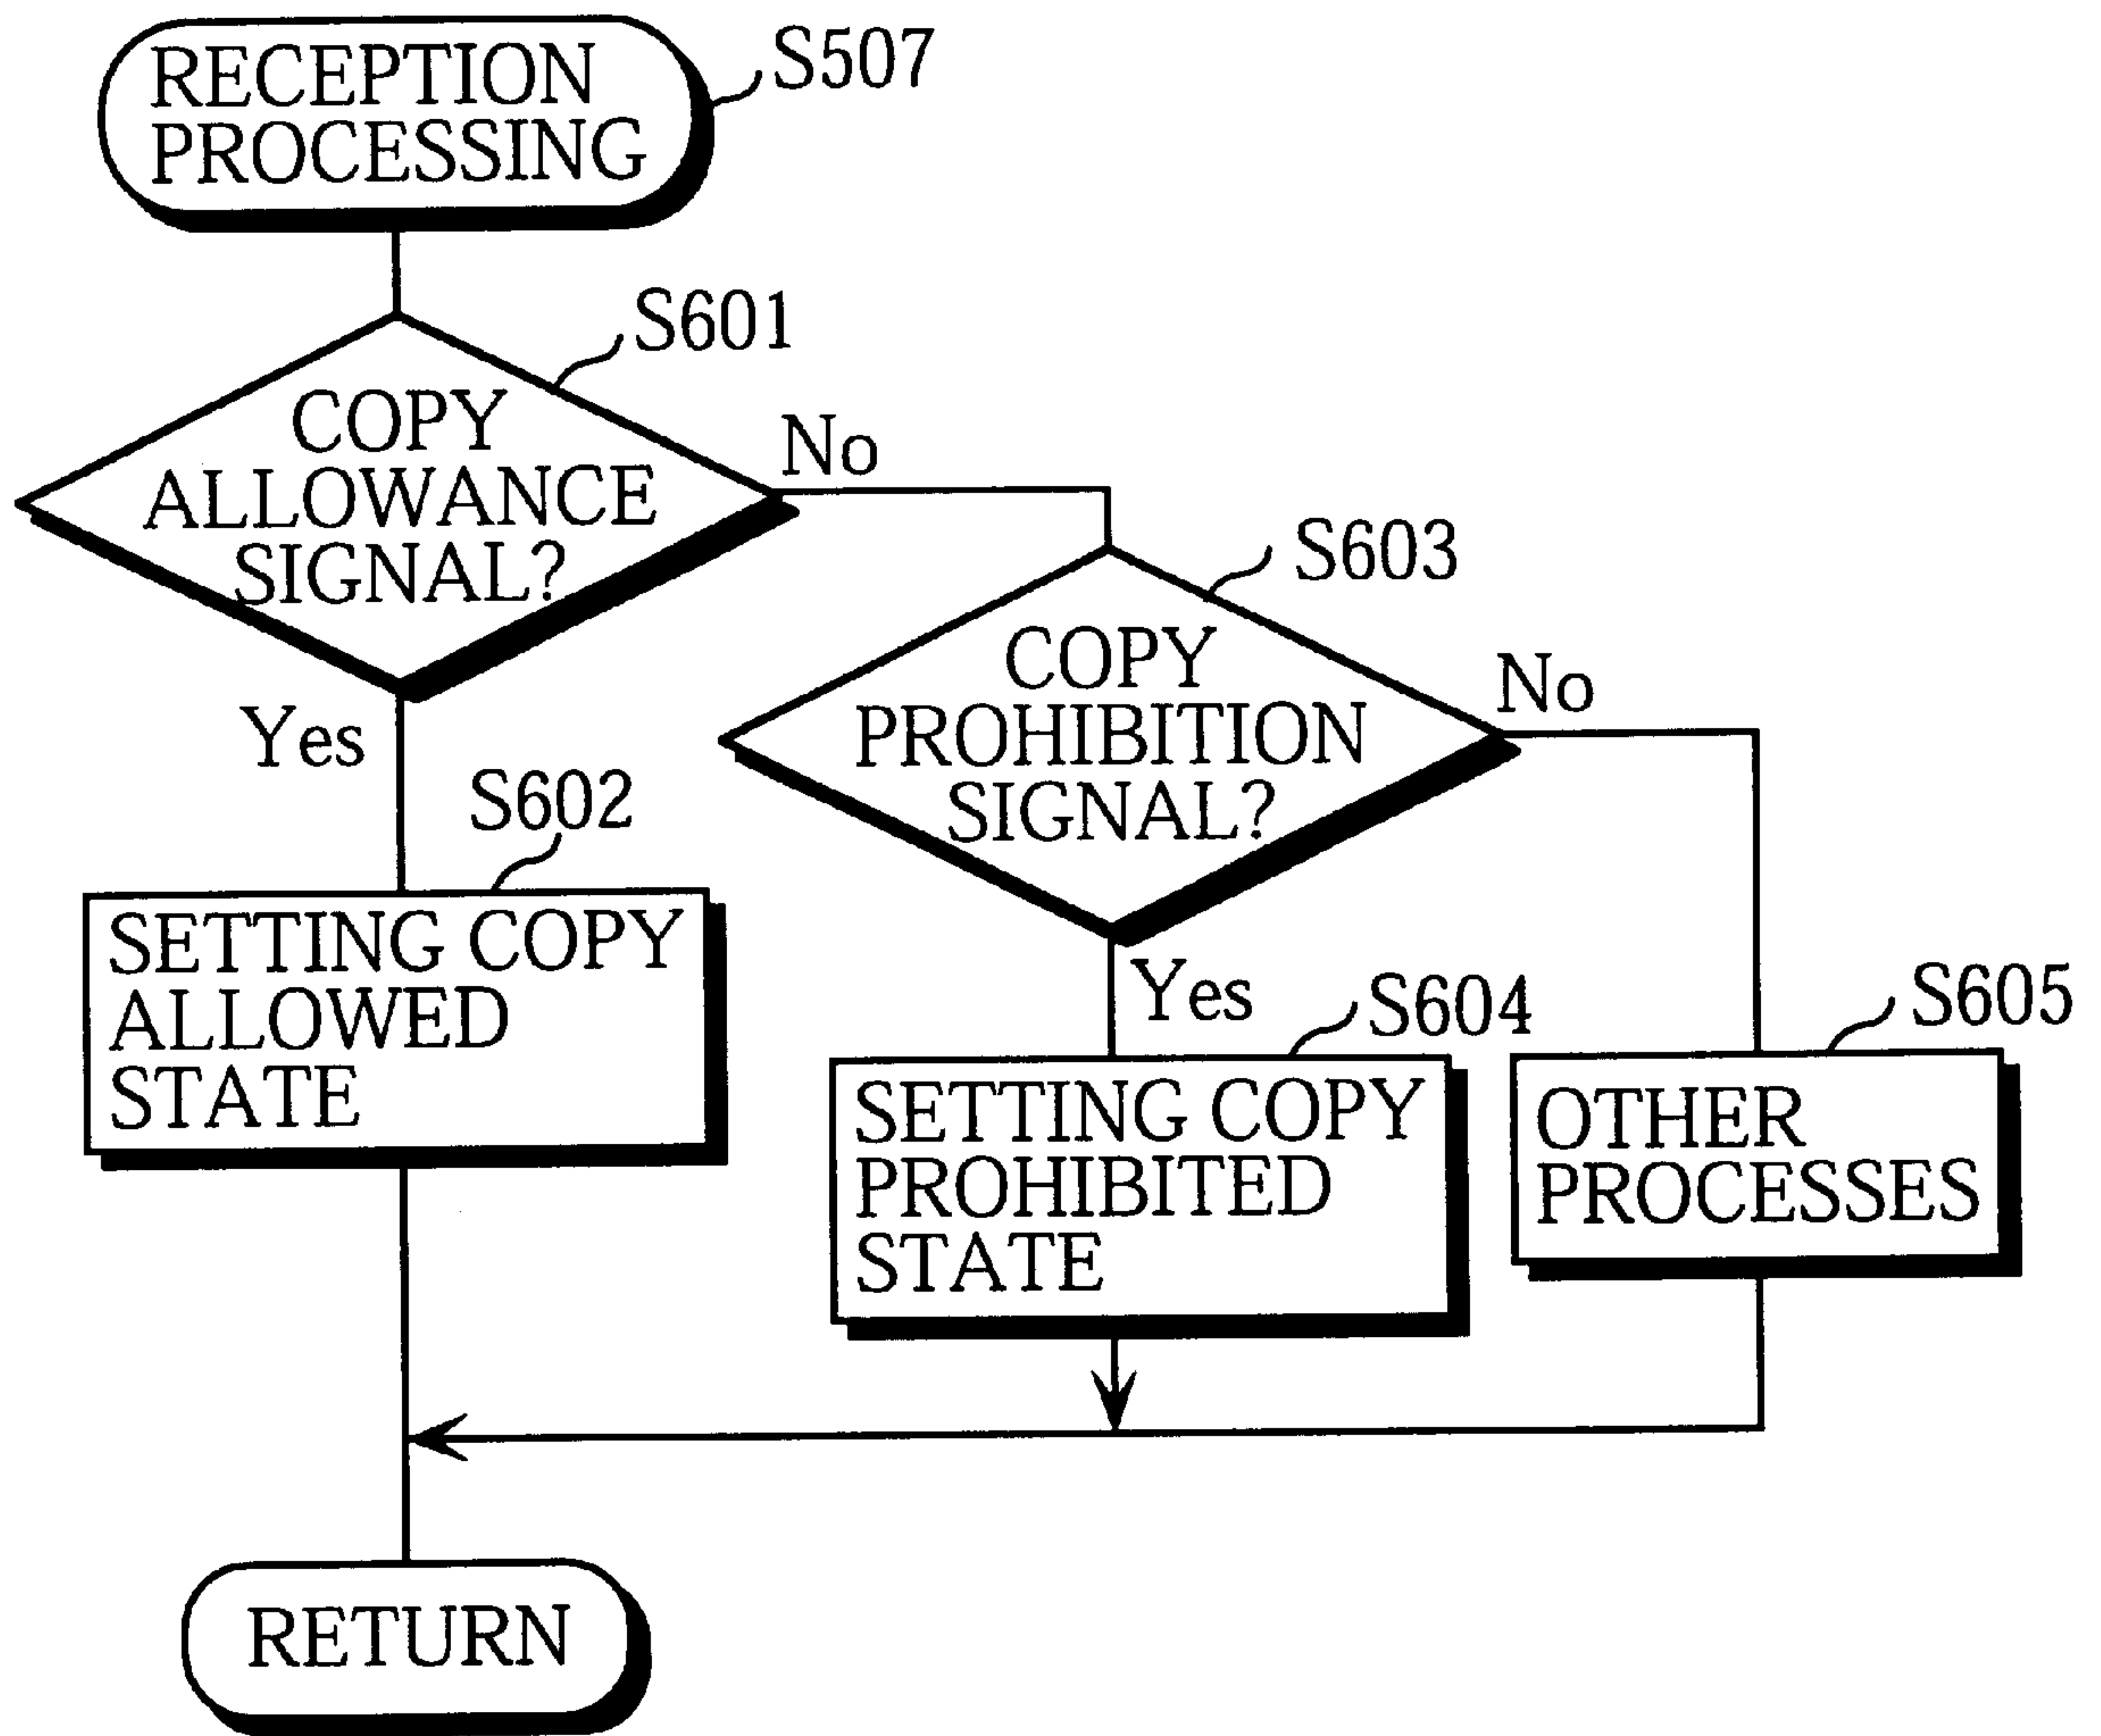 RECEPTION
PROCESSING
S507
S601
COPY
ALLOWANCE
SIGNAL?
No
Yes
S603
COPY
PROHIBITION
SIGNAL?
No
Yes
S602
SETTING COPY
ALLOWED
STATE
S604
SETTING COPY
PROHIBITED
STATE
S605
OTHER
PROCESSES
RETURN